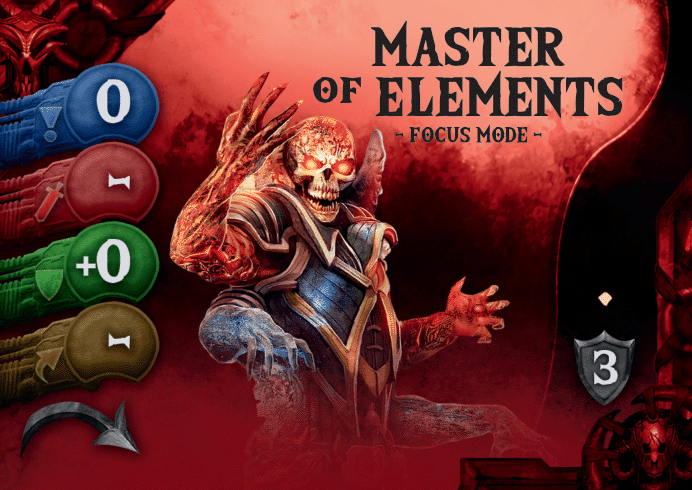 MASTER
OF ELEMENTS
- FOCUS MODE -
0
-
+0
-
3